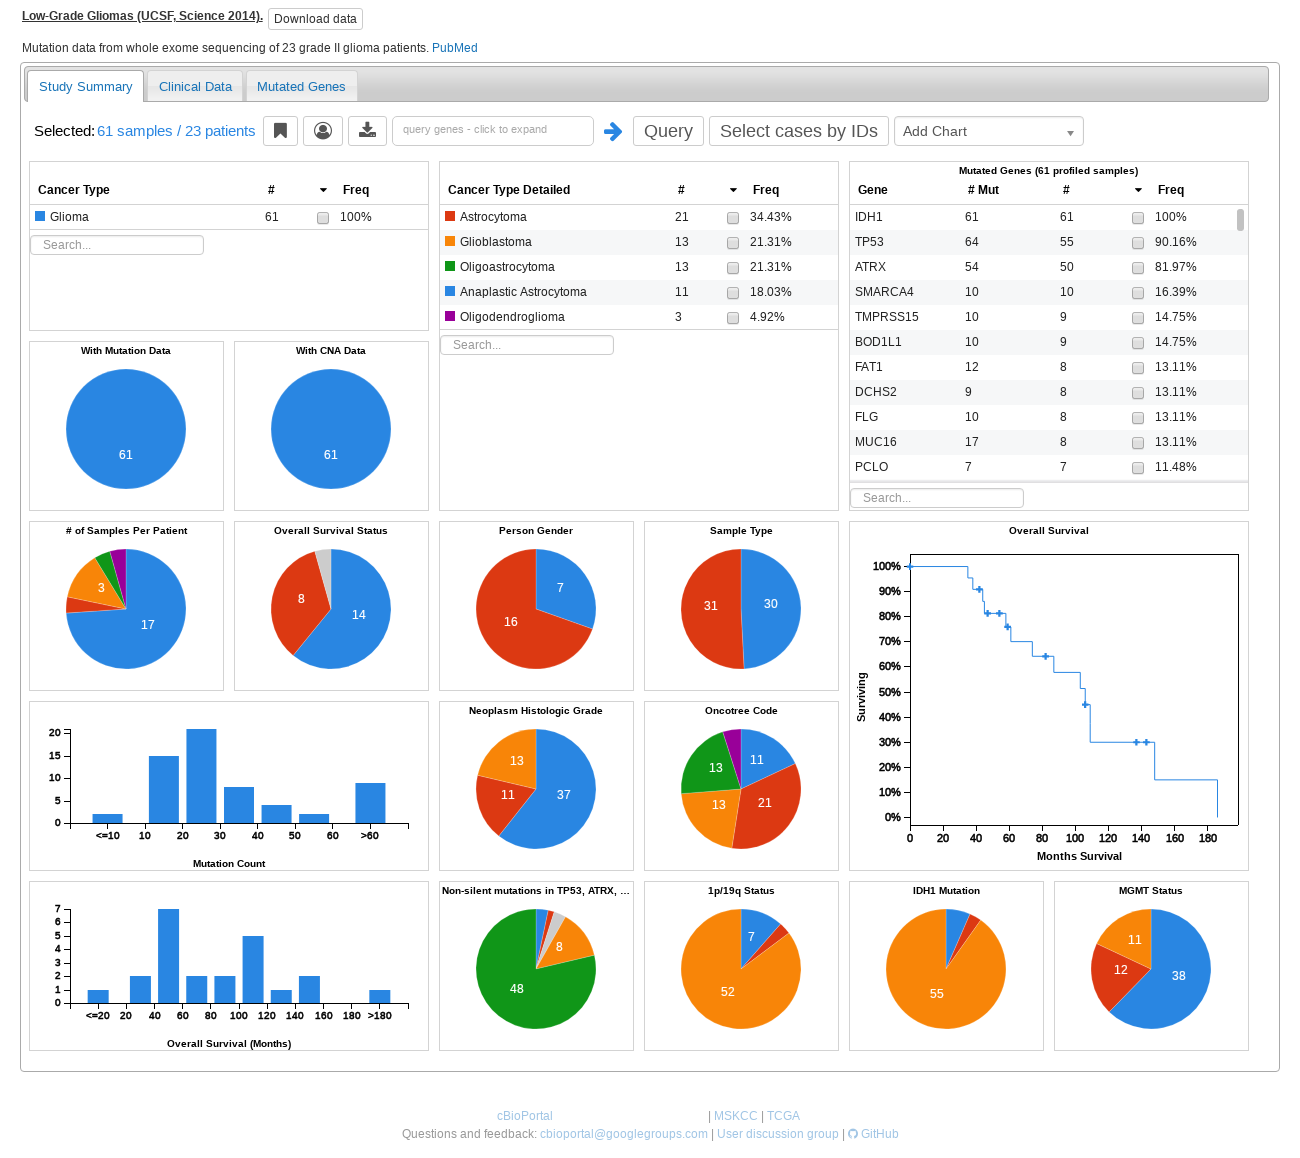 Low-Grade Gliomas (UCSF, Science 2014). Download data
Mutation data from whole exome sequencing of 23 grade II glioma patients. PubMed
Study Summary Clinical Data Mutated Genes
Selected: 61 samples / 23 patients query genes - click to expand Query Select cases by IDs Add Chart
Cancer Type # Freq
Glioma 61 100%
Search...
Cancer Type Detailed # Freq
Astrocytoma 21 34.43%
Glioblastoma 13 21.31%
Oligoastrocytoma 13 21.31%
Anaplastic Astrocytoma 11 18.03%
Oligodendroglioma 3 4.92%
Search...
Mutated Genes (61 profiled samples)
Gene # Mut # Freq
IDH1 61 61 100%
TP53 64 55 90.16%
ATRX 54 50 81.97%
SMARCA4 10 10 16.39%
TMPRSS15 10 9 14.75%
BOD1L1 10 9 14.75%
FAT1 12 8 13.11%
DCHS2 9 8 13.11%
FLG 10 8 13.11%
MUC16 17 8 13.11%
PCLO 7 7 11.48%
Search...
With Mutation Data
61
With CNA Data
61
# of Samples Per Patient
3
17
Overall Survival Status
8
14
Person Gender
7
16
Sample Type
31 30
Overall Survival
100%
90%
80%
70%
60%
50%
40%
30%
20%
10%
0%
Surviving
0 20 40 60 80 100 120 140 160 180
Months Survival
20
15
10
5
0
<=10 10 20 30 40 50 60 >60
Mutation Count
Neoplasm Histologic Grade
13
11 37
Oncotree Code
11
13
13 21
7
6
5
4
3
2
1
0
<=20 20 40 60 80 100 120 140 160 180 >180
Overall Survival (Months)
Non-silent mutations in TP53, ATRX, ...
8
48
1p/19q Status
7
52
IDH1 Mutation
55
MGMT Status
11
12 38
cBioPortal | MSKCC | TCGA
Questions and feedback: cbioportal@googlegroups.com | User discussion group | GitHub